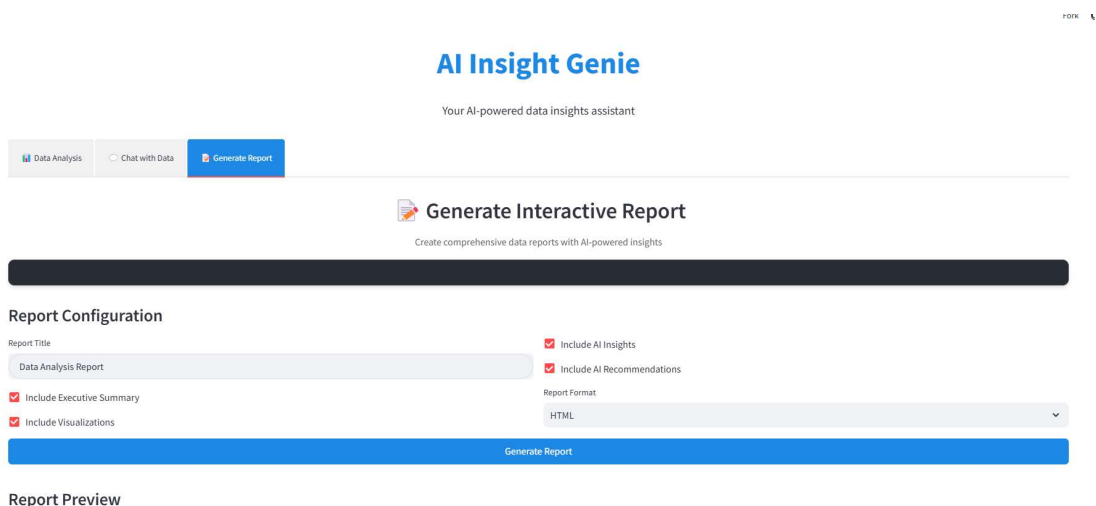 Fork
AI Insight Genie
Your AI-powered data insights assistant
Data Analysis
Chat with Data
Generate Report
Generate Interactive Report
Create comprehensive data reports with AI-powered insights
Report Configuration
Report Title
Data Analysis Report
Include Executive Summary
Include Visualizations
Include AI Insights
Include AI Recommendations
Report Format
HTML
Generate Report
Report Preview